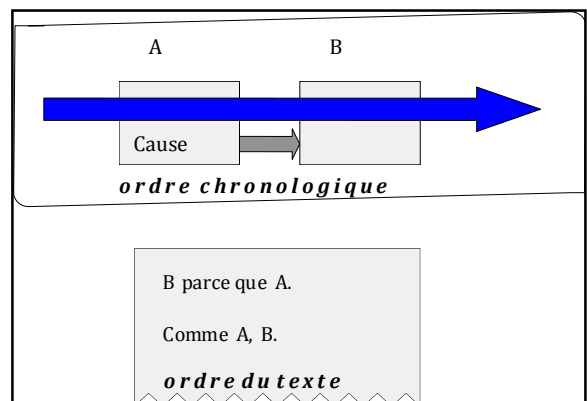 A B
Cause
ordre chronologique
B parce que A.
Comme A, B.
ordre du texte